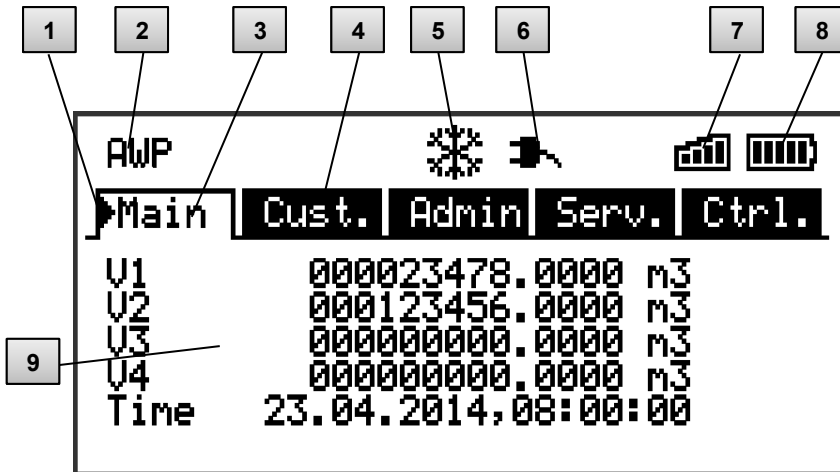 1 2 3 4 5 6 7 8
AWP
Main Cust. Admin Serv. Ctrl.
V1 000023478.0000 m3
V2 000123456.0000 m3
V3 000000000.0000 m3
9
V4 000000000.0000 m3
Time 23.04.2014,08:00:00